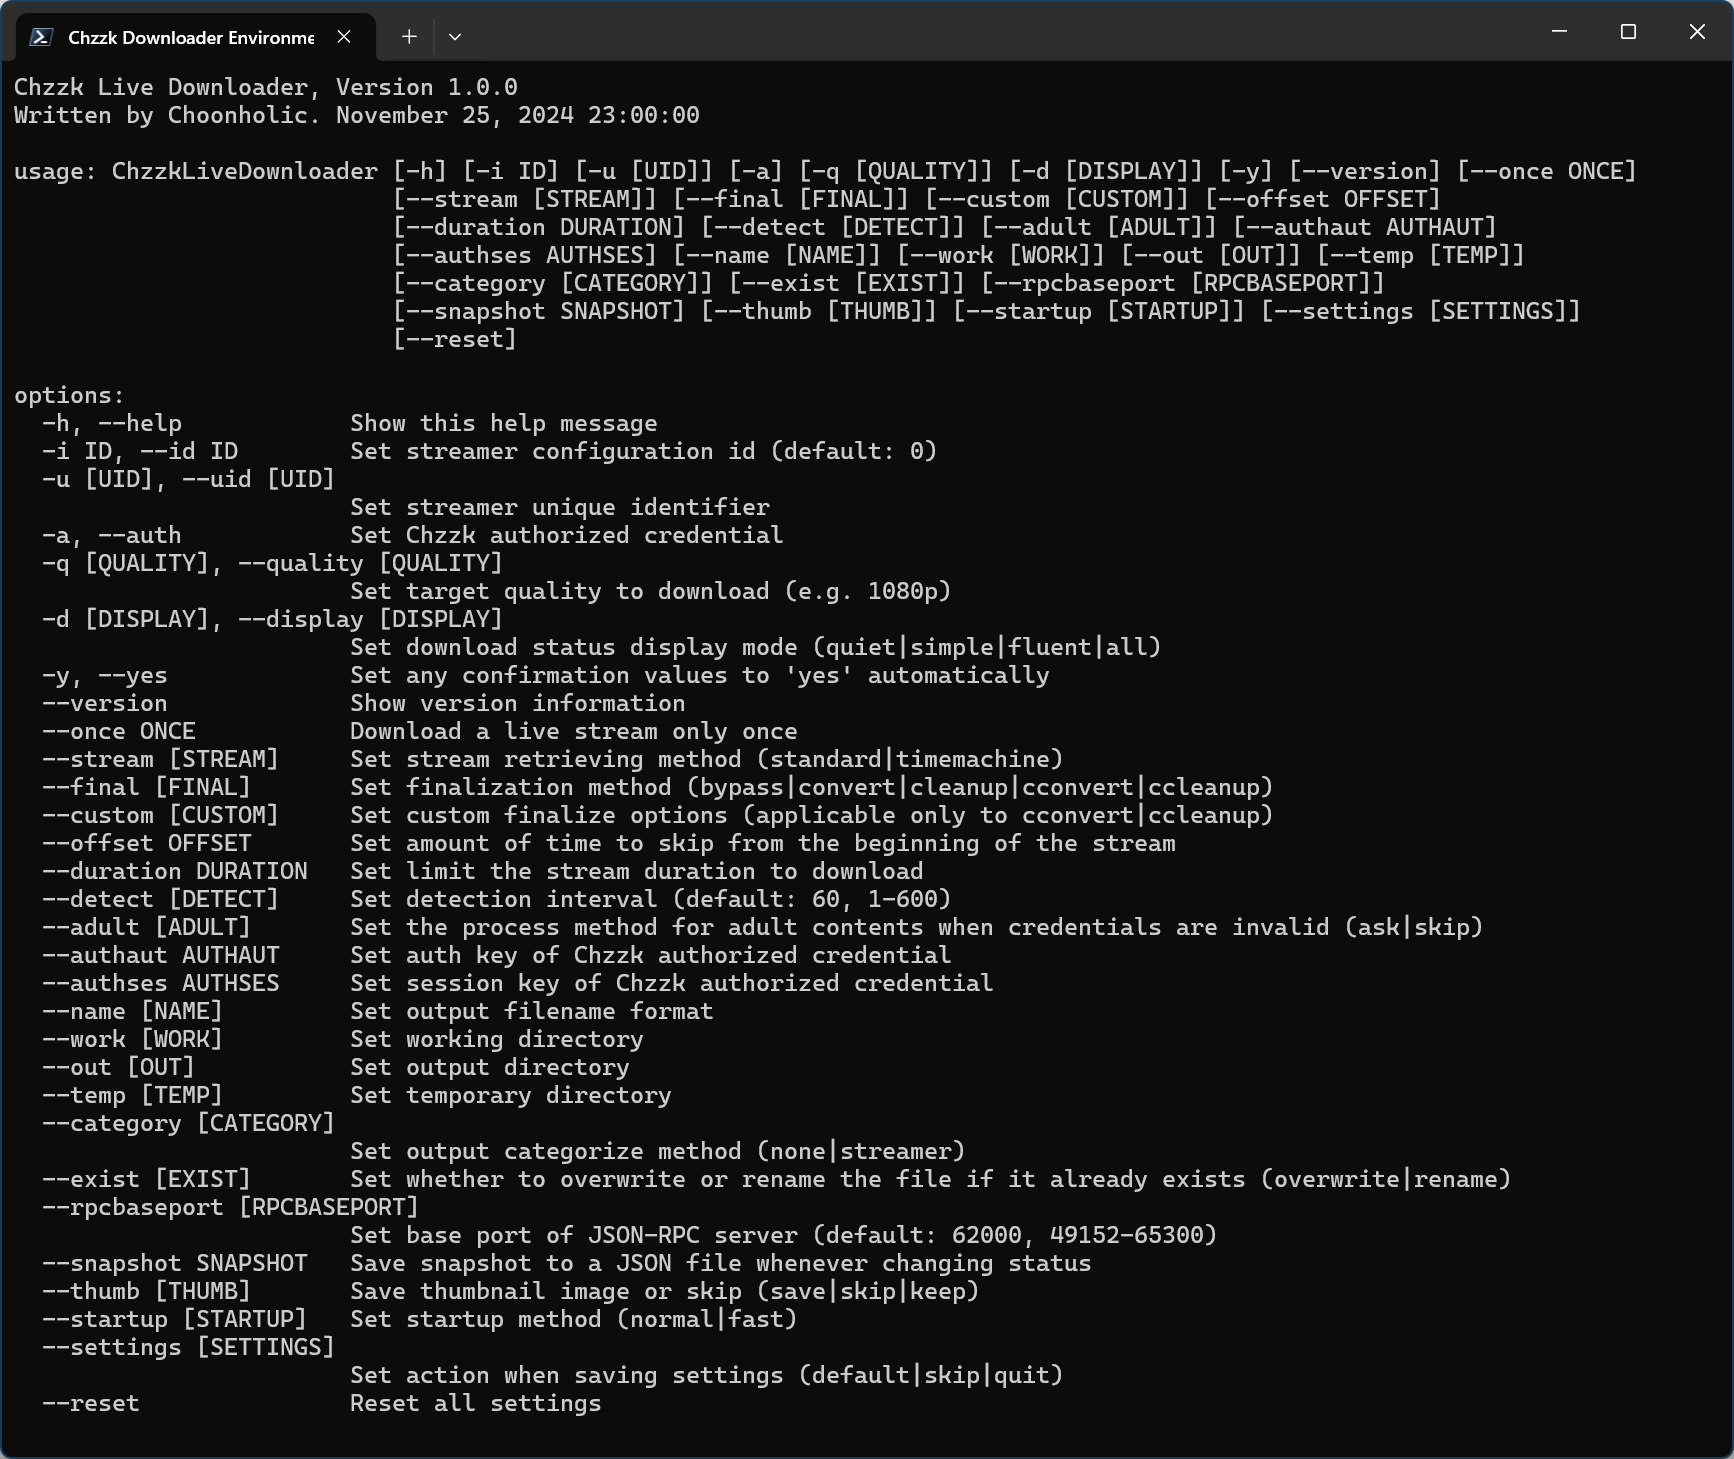 Chzzk Downloader Environme
Chzzk Live Downloader, Version 1.0.0
Written by Choonholic. November 25, 2024 23:00:00
usage: ChzzkLiveDownloader [-h] [-i ID] [-u [UID]] [-a] [-q [QUALITY]] [-d [DISPLAY]] [-y] [--version] [--once ONCE]
[--stream [STREAM]] [--final [FINAL]] [--custom [CUSTOM]] [--offset OFFSET]
[--duration DURATION] [--detect [DETECT]] [--adult [ADULT]] [--authaut AUTHAUT]
[--authses AUTHSES] [--name [NAME]] [--work [WORK]] [--out [OUT]] [--temp [TEMP]]
[--category [CATEGORY]] [--exist [EXIST]] [--rpcbaseport [RPCBASEPORT]]
[--snapshot SNAPSHOT] [--thumb [THUMB]] [--startup [STARTUP]] [--settings [SETTINGS]]
[--reset]
options:
-h, --help Show this help message
-i ID, --id ID Set streamer configuration id (default: 0)
-u [UID], --uid [UID]
Set streamer unique identifier
-a, --auth Set Chzzk authorized credential
-q [QUALITY], --quality [QUALITY]
Set target quality to download (e.g. 1080p)
-d [DISPLAY], --display [DISPLAY]
Set download status display mode (quiet|simple|fluent|all)
-y, --yes Set any confirmation values to 'yes' automatically
--version Show version information
--once ONCE Download a live stream only once
--stream [STREAM] Set stream retrieving method (standard|timemachine)
--final [FINAL] Set finalization method (bypass|convert|cleanup|cconvert|ccleanup)
--custom [CUSTOM] Set custom finalize options (applicable only to cconvert|ccleanup)
--offset OFFSET Set amount of time to skip from the beginning of the stream
--duration DURATION Set limit the stream duration to download
--detect [DETECT] Set detection interval (default: 60, 1-600)
--adult [ADULT] Set the process method for adult contents when credentials are invalid (ask|skip)
--authaut AUTHAUT Set auth key of Chzzk authorized credential
--authses AUTHSES Set session key of Chzzk authorized credential
--name [NAME] Set output filename format
--work [WORK] Set working directory
--out [OUT] Set output directory
--temp [TEMP] Set temporary directory
--category [CATEGORY]
Set output categorize method (none|streamer)
--exist [EXIST] Set whether to overwrite or rename the file if it already exists (overwrite|rename)
--rpcbaseport [RPCBASEPORT]
Set base port of JSON-RPC server (default: 62000, 49152-65300)
--snapshot SNAPSHOT Save snapshot to a JSON file whenever changing status
--thumb [THUMB] Save thumbnail image or skip (save|skip|keep)
--startup [STARTUP] Set startup method (normal|fast)
--settings [SETTINGS]
Set action when saving settings (default|skip|quit)
--reset Reset all settings